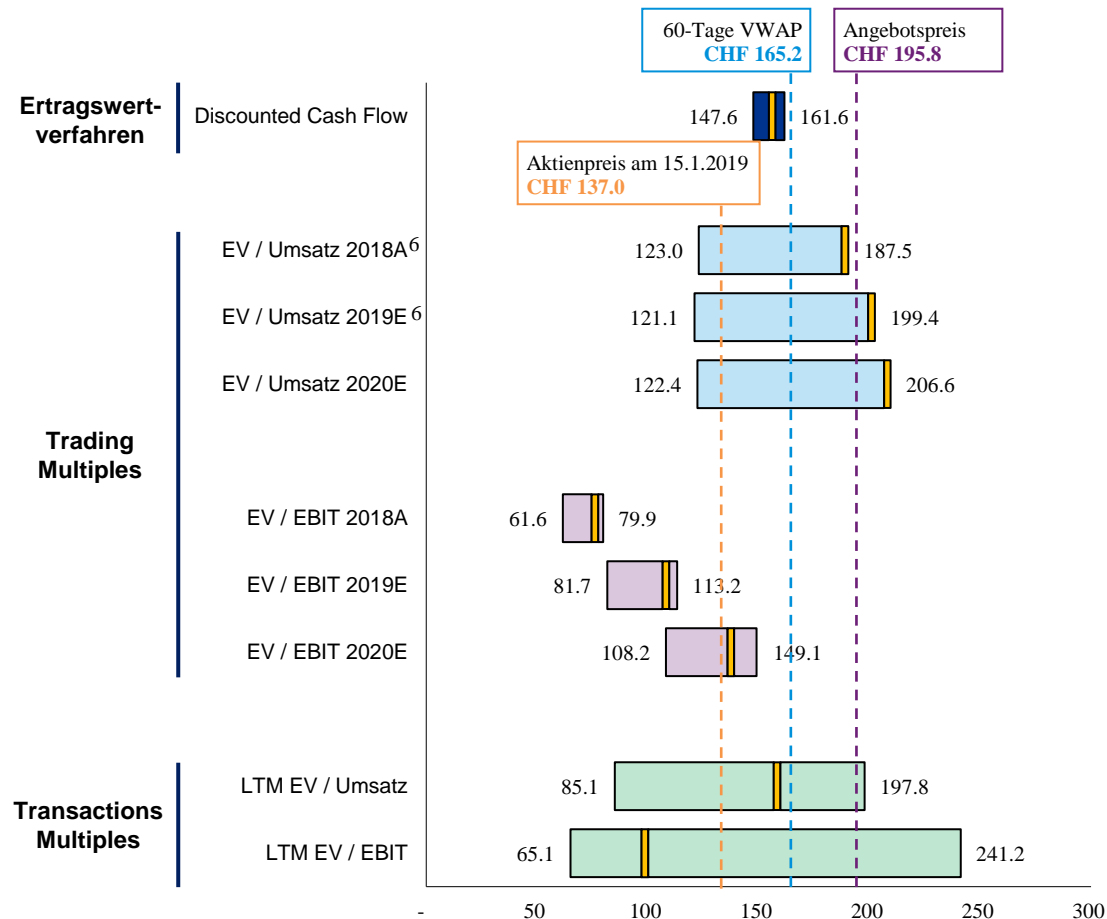 60-Tage VWAP
CHF 165.2
Angebotspreis
CHF 195.8
Ertragswert-
verfahren
Discounted Cash Flow
147.6
161.6
Aktienpreis am 15.1.2019
CHF 137.0
Trading
Multiples
EV / Umsatz 2018A6
123.0
187.5
EV / Umsatz 2019E6
121.1
199.4
EV / Umsatz 2020E
122.4
206.6
EV / EBIT 2018A
61.6
79.9
EV / EBIT 2019E
81.7
113.2
EV / EBIT 2020E
108.2
149.1
Transactions
Multiples
LTM EV / Umsatz
85.1
197.8
LTM EV / EBIT
65.1
241.2
- 50 100 150 200 250 300